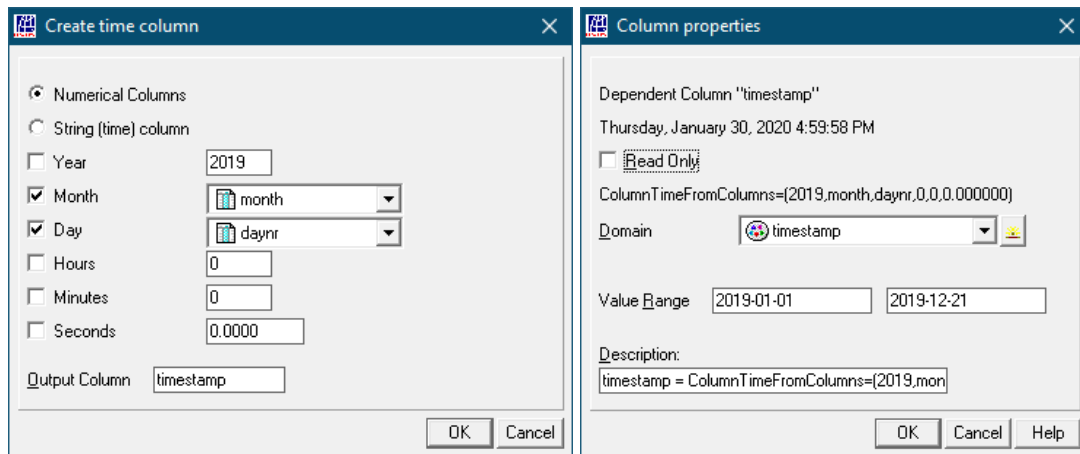 Create time column
Numerical Columns
String (time) column
Year 2019
Month month
Day daynr
Hours 0
Minutes 0
Seconds 0.0000
Output Column timestamp
OK Cancel
Column properties
Dependent Column "timestamp"
Thursday, January 30, 2020 4:59:58 PM
Read Only
ColumnTimeFromColumns=(2019,month,daynr,0,0,0.000000)
Domain timestamp
Value Range 2019-01-01 2019-12-21
Description:
timestamp = ColumnTimeFromColumns=(2019,mon
OK Cancel Help